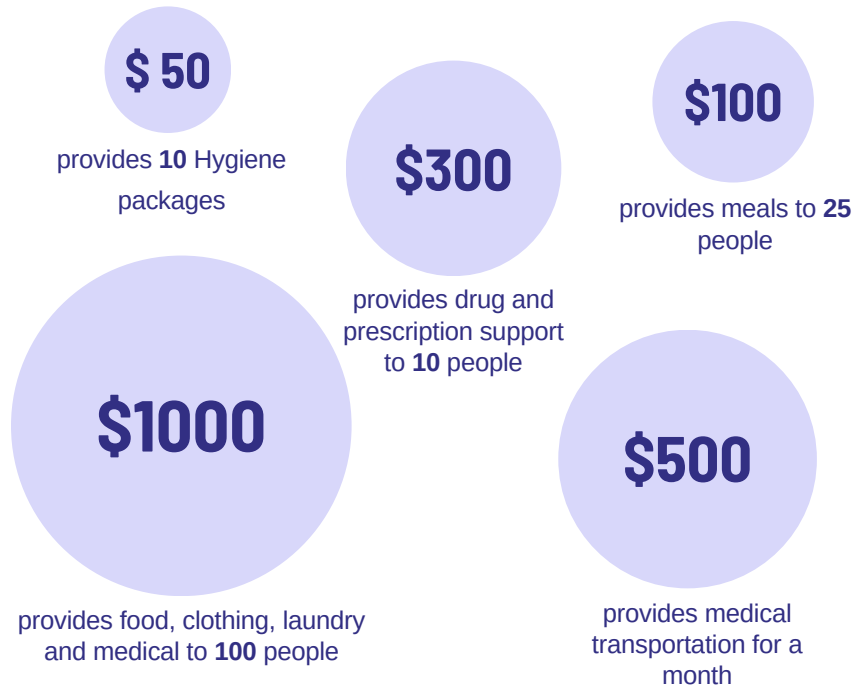 $ 50
provides 10 Hygiene
packages
$300
provides drug and
prescription support
to 10 people
$100
provides meals to 25
people
$1000
provides food, clothing, laundry
and medical to 100 people
$500
provides medical
transportation for a
month